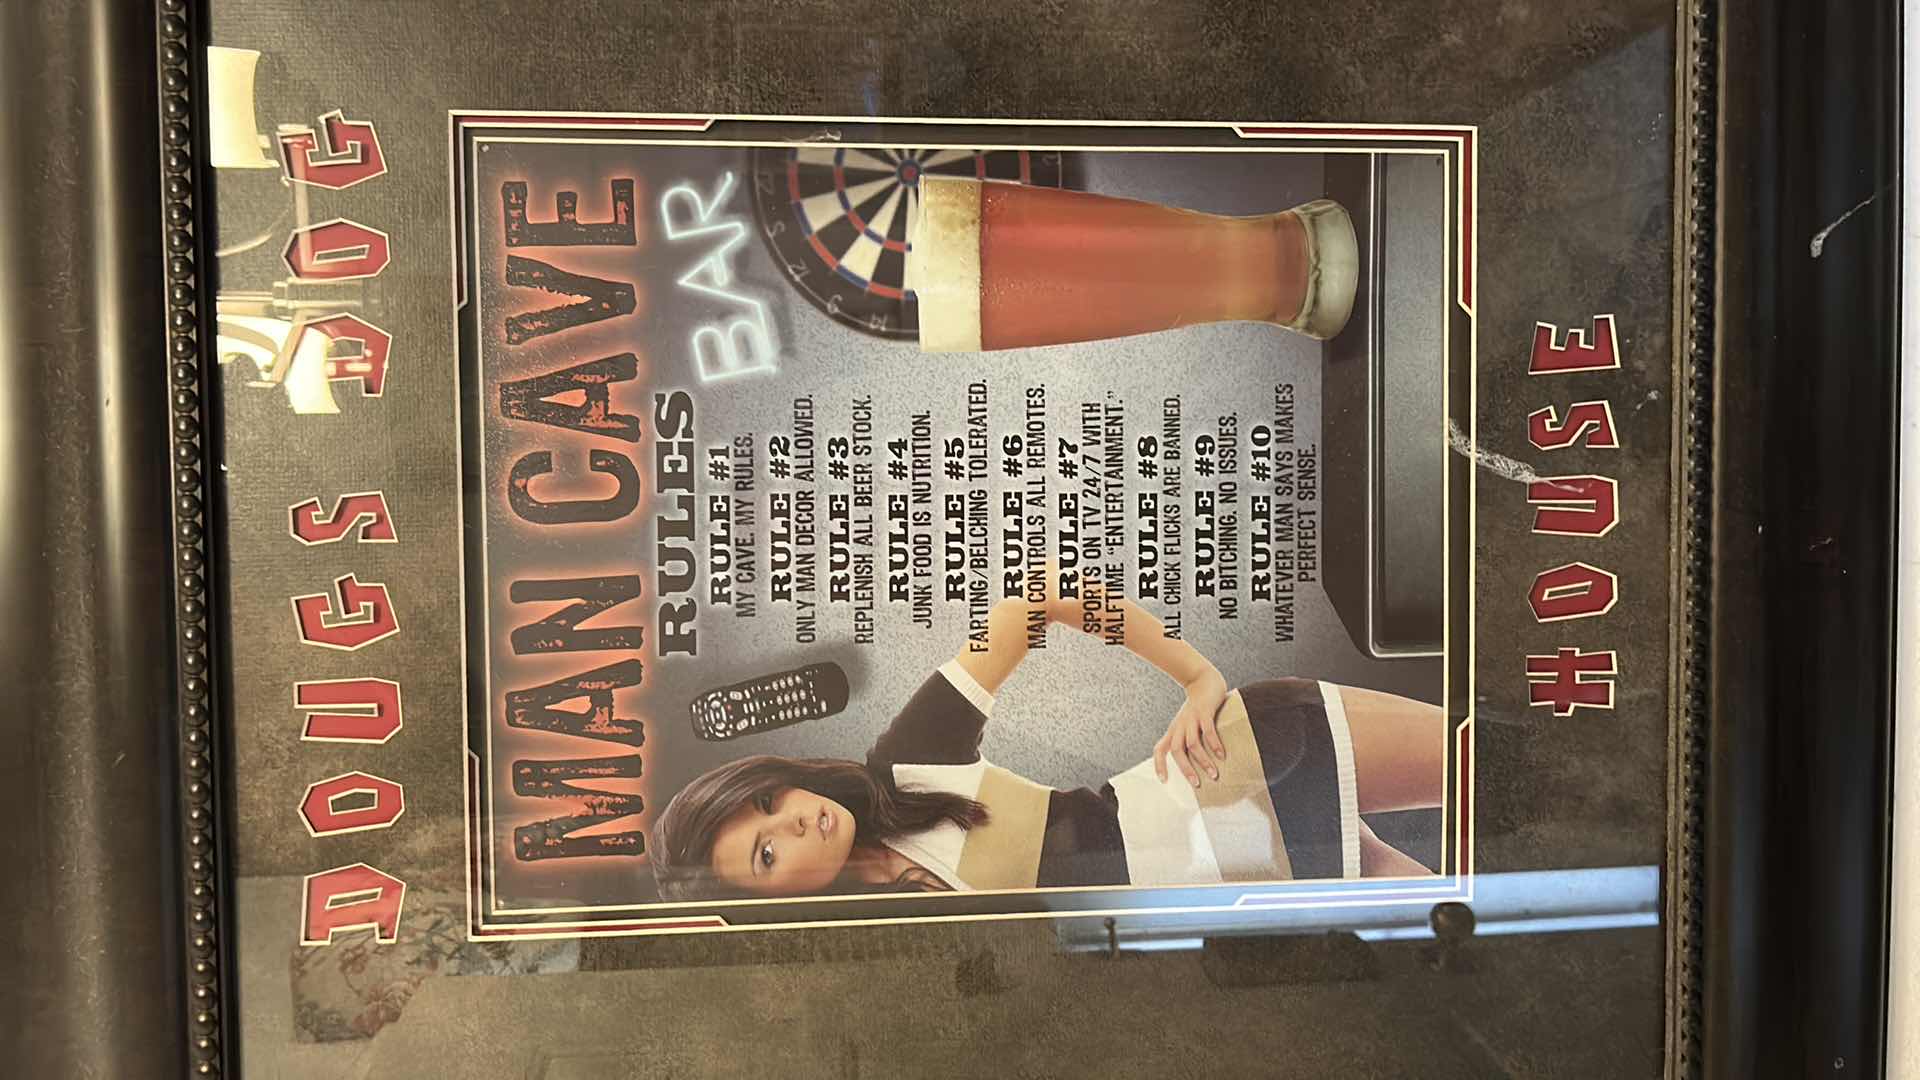 DOUGS DOG
MAN CAVE
RULES
BAR
RULE #1
MY CAVE. MY RULES.
RULE #2
ONLY MAN DECOR ALLOWED.
RULE #3
REPLENISH ALL BEER STOCK.
RULE #4
JUNK FOOD IS NUTRITION.
RULE #5
FARTING/BELCHING TOLERATED.
RULE #6
MAN CONTROLS ALL REMOTES.
RULE #7
SPORTS ON TV 24/7 WITH
HALFTIME “ENTERTAINMENT.”
RULE #8
ALL CHICK FLICKS ARE BANNED.
RULE #9
NO BITCHING. NO ISSUES.
RULE #10
WHATEVER MAN SAYS MAKES
PERFECT SENSE.
HOUSE